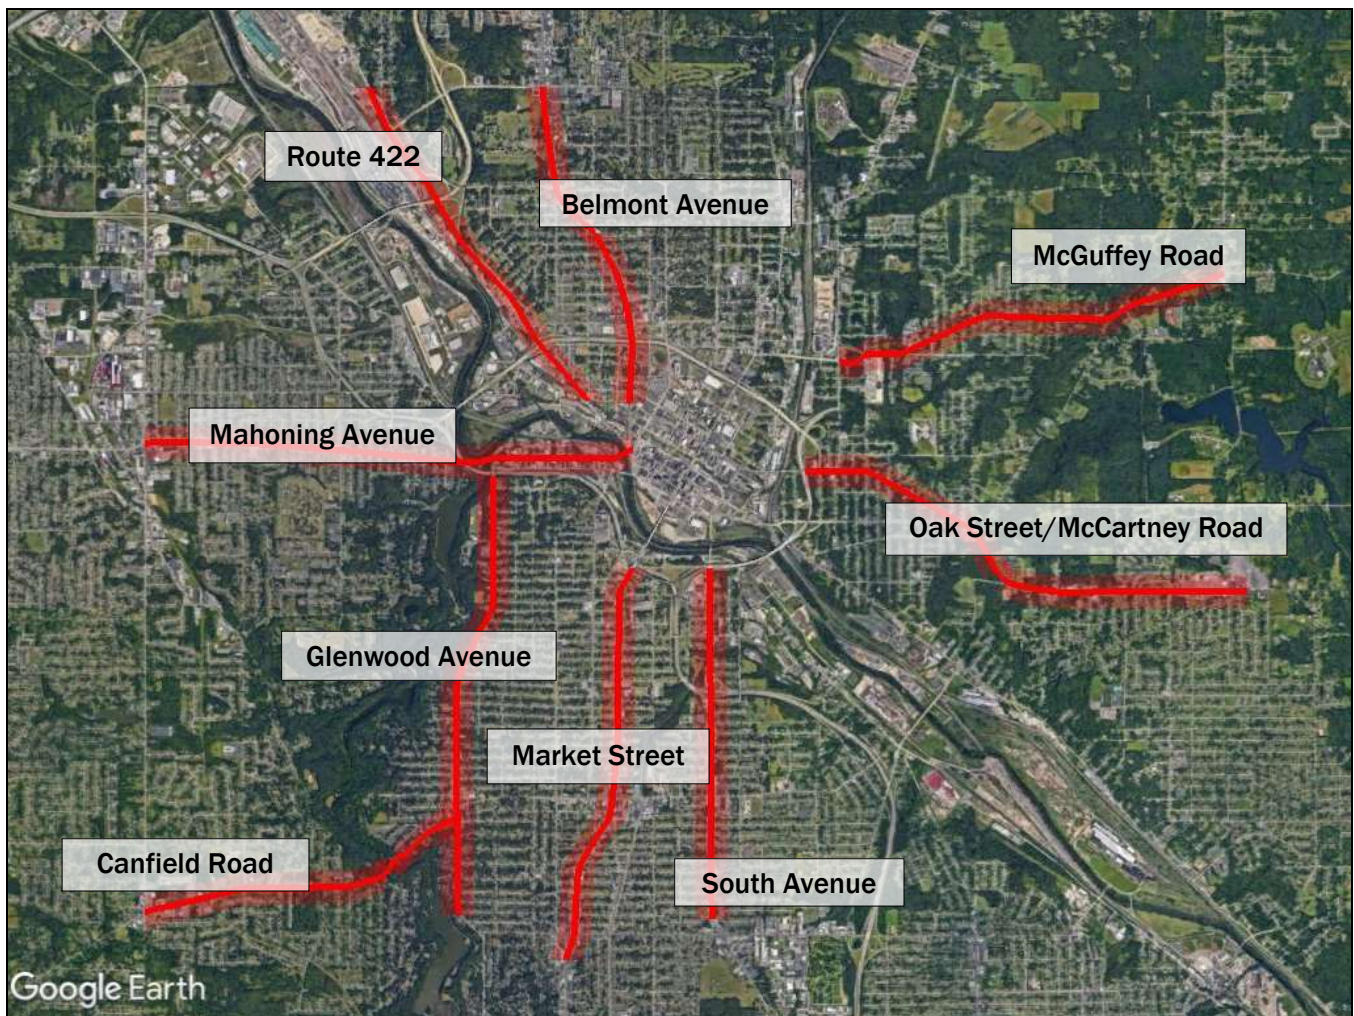 Route 422
Belmont Avenue
McGuffey Road
Mahoning Avenue
Oak Street/McCartney Road
Glenwood Avenue
Market Street
Canfield Road
South Avenue
Google Earth